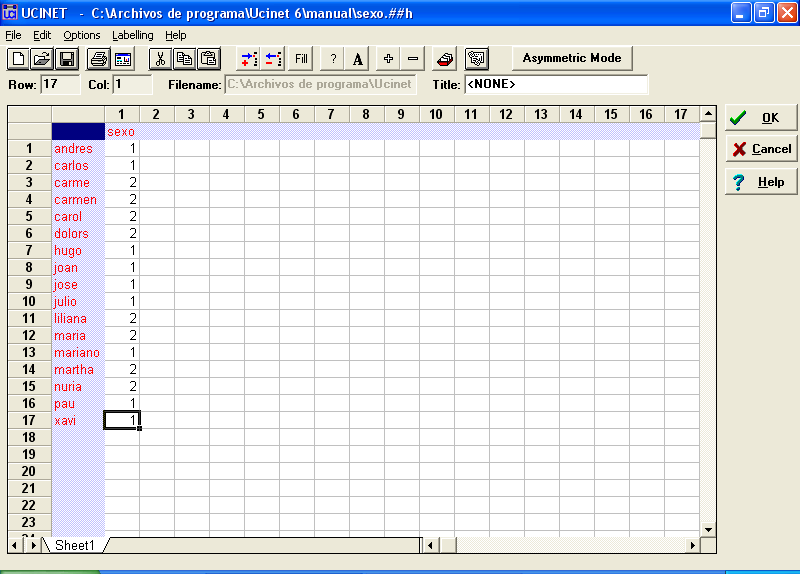 UCINET - C:\Archivos de programa\Ucinet 6\manual\sexo.##h
File Edit Options Labelling Help
Fill ? A Asymmetric Mode
Row: 17 Col: 1 Filename: C:\Archivos de programa\Ucinet Title: <NONE>
1 2 3 4 5 6 7 8 9 10 11 12 13 14 15 16 17
sexo
1 andres 1
2 carlos 1
3 carme 2
4 carmen 2
5 carol 2
6 dolors 2
7 hugo 1
8 joan 1
9 jose 1
10 julio 1
11 liliana 2
12 maria 2
13 mariano 1
14 martha 2
15 nuria 2
16 pau 1
17 xavi 1
18
19
20
21
22
23
24
Sheet1
OK
Cancel
Help